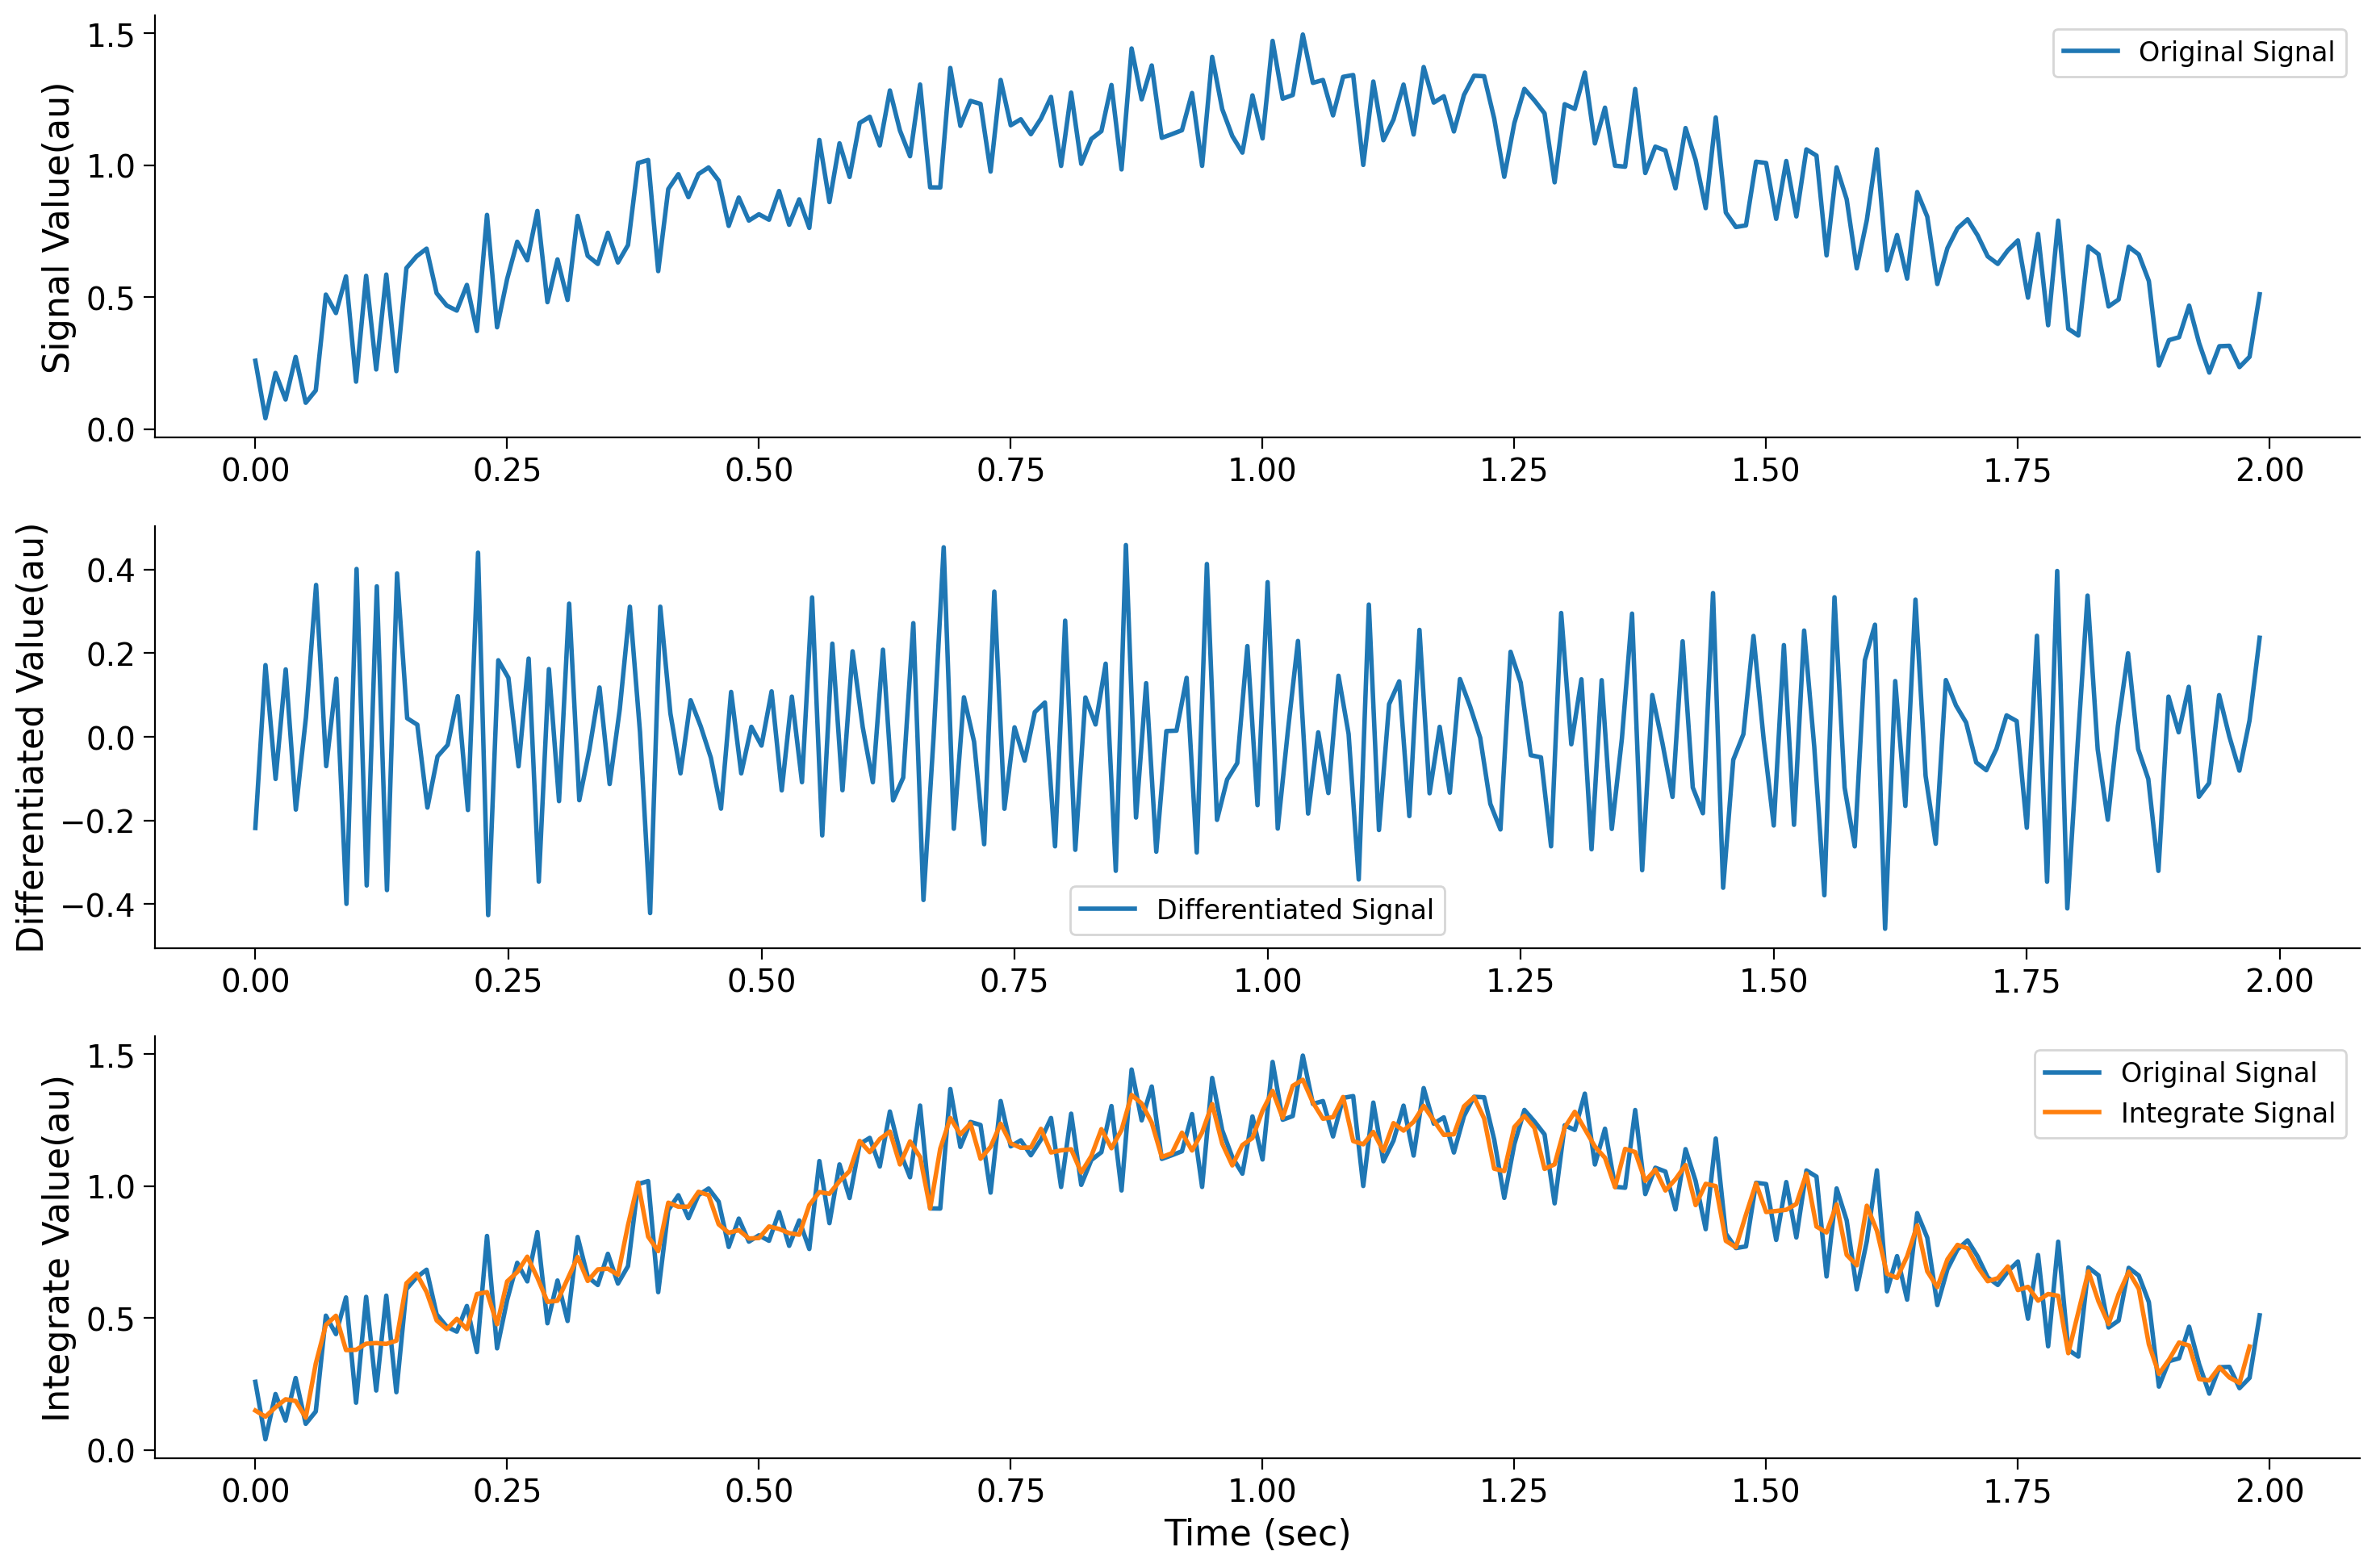 1.5
1.0
0.5
0.0
Signal Value(au)
Original Signal
0.00 0.25 0.50 0.75 1.00 1.25 1.50 1.75 2.00
0.4
0.2
0.0
−0.2
−0.4
Differentiated Value(au)
Differentiated Signal
0.00 0.25 0.50 0.75 1.00 1.25 1.50 1.75 2.00
1.5
1.0
0.5
0.0
Integrate Value(au)
Original Signal
Integrate Signal
0.00 0.25 0.50 0.75 1.00 1.25 1.50 1.75 2.00
Time (sec)